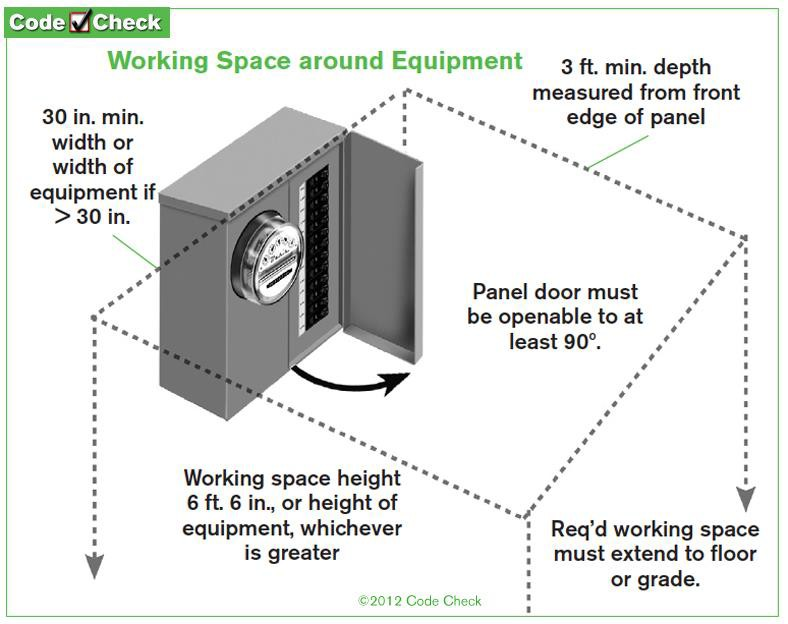 Code Check
Working Space around Equipment
3 ft. min. depth
measured from front
edge of panel
30 in. min.
width or
width of
equipment if
> 30 in.
Panel door must
be openable to at
least 90º.
Working space height
6 ft. 6 in., or height of
equipment, whichever
is greater
Req’d working space
must extend to floor
or grade.
©2012 Code Check